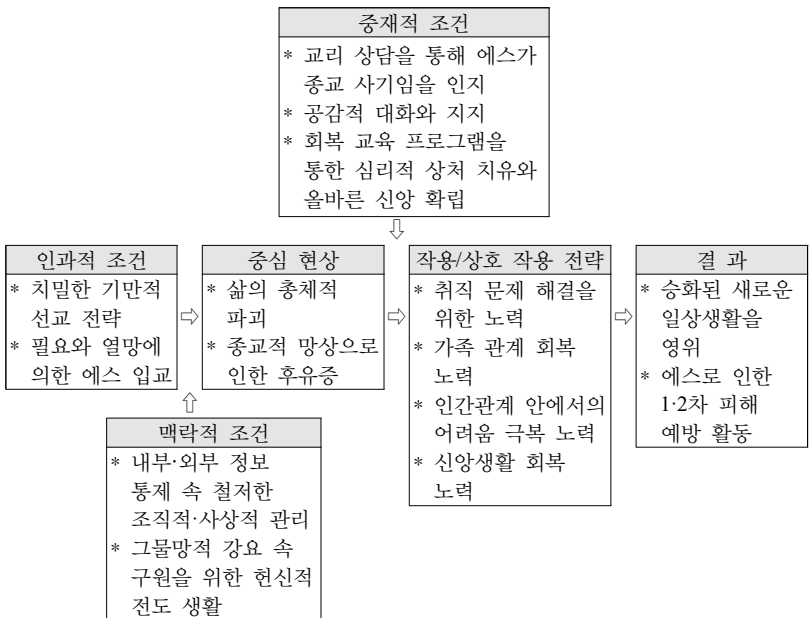 중재적 조건
* 교리 상담을 통해 에스가
종교 사기임을 인지
* 공감적 대화와 지지
* 회복 교육 프로그램을
통한 심리적 상처 치유와
올바른 신앙 확립
인과적 조건
* 치밀한 기만적
선교 전략
* 필요와 열망에
의한 에스 입교
중심 현상
* 삶의 총체적
파괴
* 종교적 망상으로
인한 후유증
작용/상호 작용 전략
* 취직 문제 해결을
위한 노력
* 가족 관계 회복
노력
* 인간관계 안에서의
어려움 극복 노력
* 신앙생활 회복
노력
결 과
* 승화된 새로운
일상생활을
영위
* 에스로 인한
1·2차 피해
예방 활동
맥락적 조건
* 내부·외부 정보
통제 속 철저한
조직적·사상적 관리
* 그물망적 강요 속
구원을 위한 헌신적
전도 생활